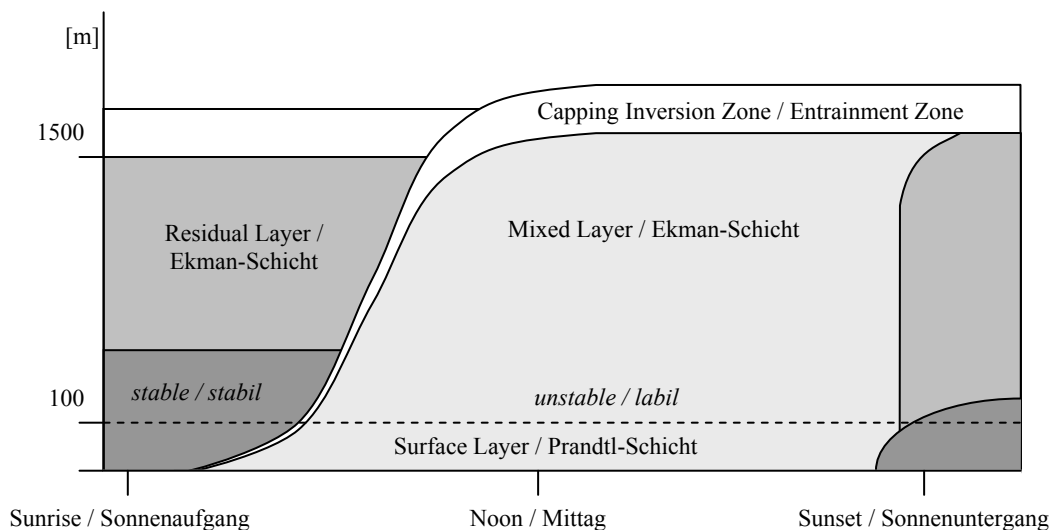 [m]
Capping Inversion Zone / Entrainment Zone
1500
Residual Layer /
Ekman-Schicht
Mixed Layer / Ekman-Schicht
stable / stabil
unstable / labil
100
Surface Layer / Prandtl-Schicht
Sunrise / Sonnenaufgang
Noon / Mittag
Sunset / Sonnenuntergang